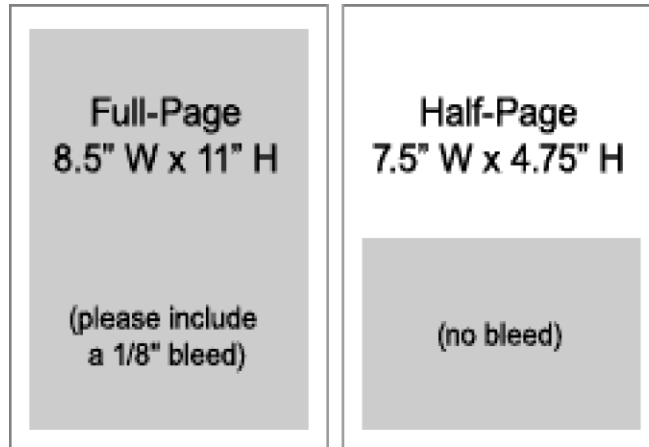 Full-Page
8.5" W x 11” H
(please include
a 1/8" bleed)
Half-Page
7.5” W x 4.75” H
(no bleed)